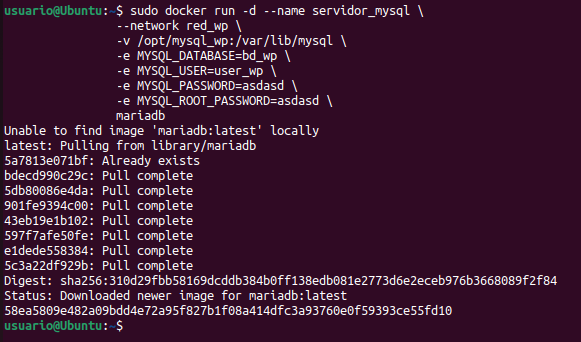 usuario@Ubuntu:~$ sudo docker run -d --name servidor_mysql \
--network red_wp \
-v /opt/mysql_wp:/var/lib/mysql \
-e MYSQL_DATABASE=bd_wp \
-e MYSQL_USER=user_wp \
-e MYSQL_PASSWORD=asdasd \
-e MYSQL_ROOT_PASSWORD=asdasd \
mariadb
Unable to find image 'mariadb:latest' locally
latest: Pulling from library/mariadb
5a7813e071bf: Already exists
bdecd990c29c: Pull complete
5db80086e4da: Pull complete
901fe9394c00: Pull complete
43eb19e1b102: Pull complete
597f7afe50fe: Pull complete
e1dede558384: Pull complete
5c3a22df929b: Pull complete
Digest: sha256:310d29fbb58169dcddb384b0ff138edb081e2773d6e2eceb976b3668089f2f84
Status: Downloaded newer image for mariadb:latest
58ea5809e482a09bdd4e72a95f827b1f08a414dfc3a93760e0f59393ce55fd10
usuario@Ubuntu:~$